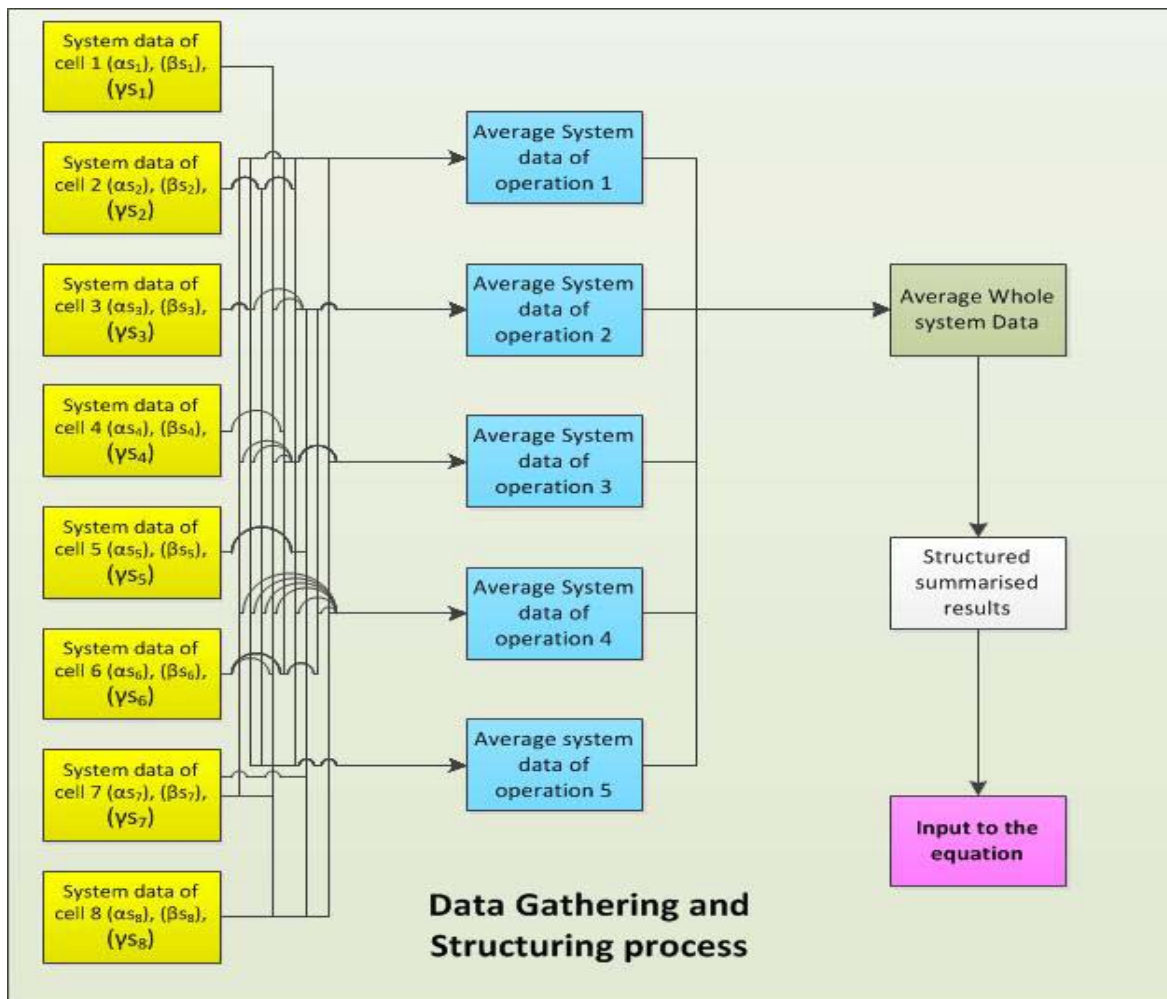 System data of
cell 1 (αs₁), (βs₁),
(γs₁)
System data of
cell 2 (αs₂), (βs₂),
(γs₂)
System data of
cell 3 (αs₃), (βs₃),
(γs₃)
System data of
cell 4 (αs₄), (βs₄),
(γs₄)
System data of
cell 5 (αs₅), (βs₅),
(γs₅)
System data of
cell 6 (αs₆), (βs₆),
(γs₆)
System data of
cell 7 (αs₇), (βs₇),
(γs₇)
System data of
cell 8 (αs₈), (βs₈),
(γs₈)
Average System
data of
operation 1
Average System
data of
operation 2
Average System
data of
operation 3
Average System
data of
operation 4
Average system
data of
operation 5
Average Whole
system Data
Structured
summarised
results
Input to the
equation
Data Gathering and
Structuring process